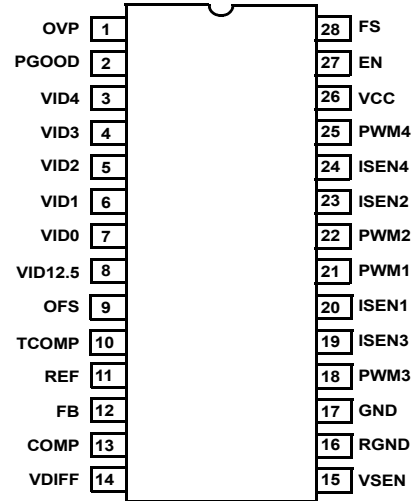 OVP 1 28 FS
PGOOD 2 27 EN
VID4 3 26 VCC
VID3 4 25 PWM4
VID2 5 24 ISEN4
VID1 6 23 ISEN2
VID0 7 22 PWM2
VID12.5 8 21 PWM1
OFS 9 20 ISEN1
TCOMP 10 19 ISEN3
REF 11 18 PWM3
FB 12 17 GND
COMP 13 16 RGND
VDIFF 14 15 VSEN